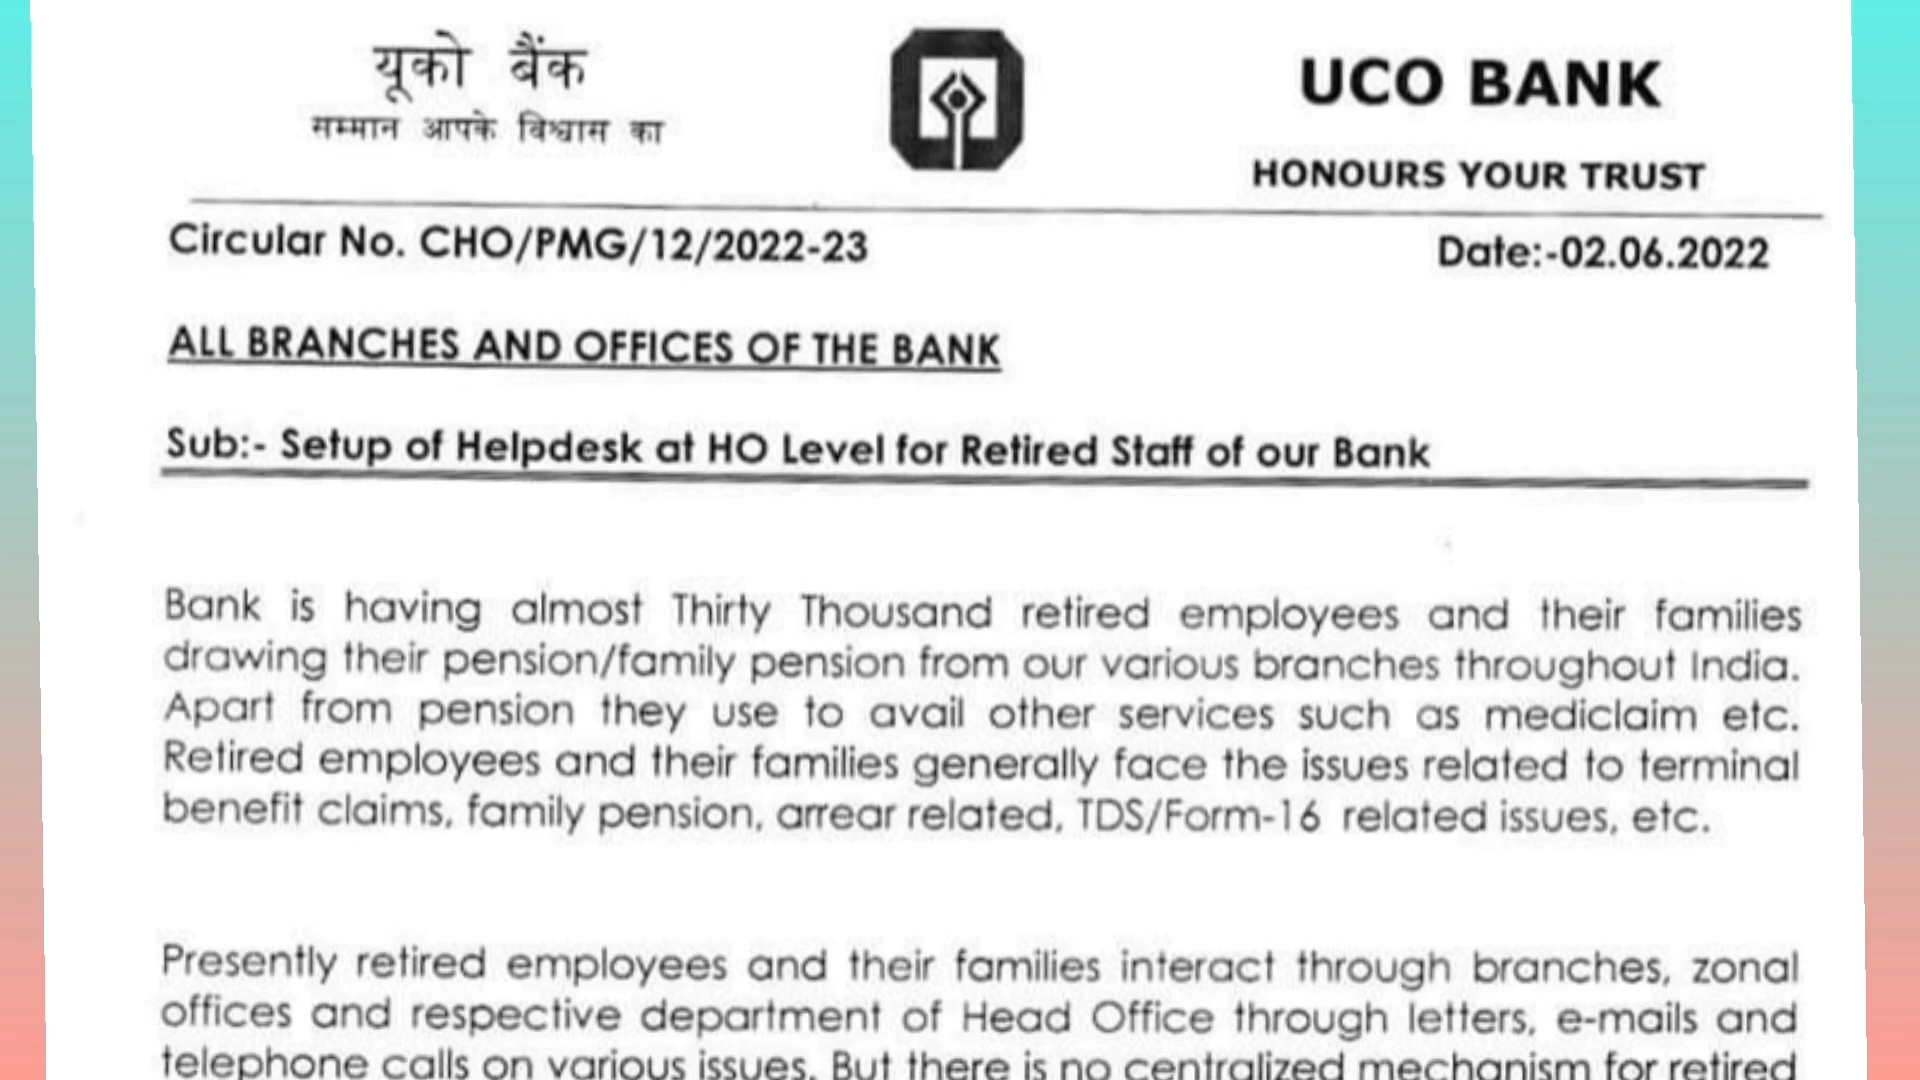 यूको बैंक
सम्मान आपके विश्वास का
UCO BANK
HONOURS YOUR TRUST
Circular No. CHO/PMG/12/2022-23
Date:-02.06.2022
ALL BRANCHES AND OFFICES OF THE BANK
Sub:- Setup of Helpdesk at HO Level for Retired Staff of our Bank
Bank is having almost Thirty Thousand retired employees and their families
drawing their pension/family pension from our various branches throughout India.
Apart from pension they use to avail other services such as mediclaim etc.
Retired employees and their families generally face the issues related to terminal
benefit claims, family pension, arrear related, TDS/Form-16 related issues, etc.
Presently retired employees and their families interact through branches, zonal
offices and respective department of Head Office through letters, e-mails and
telephone calls on various issues. But there is no centralized mechanism for retired